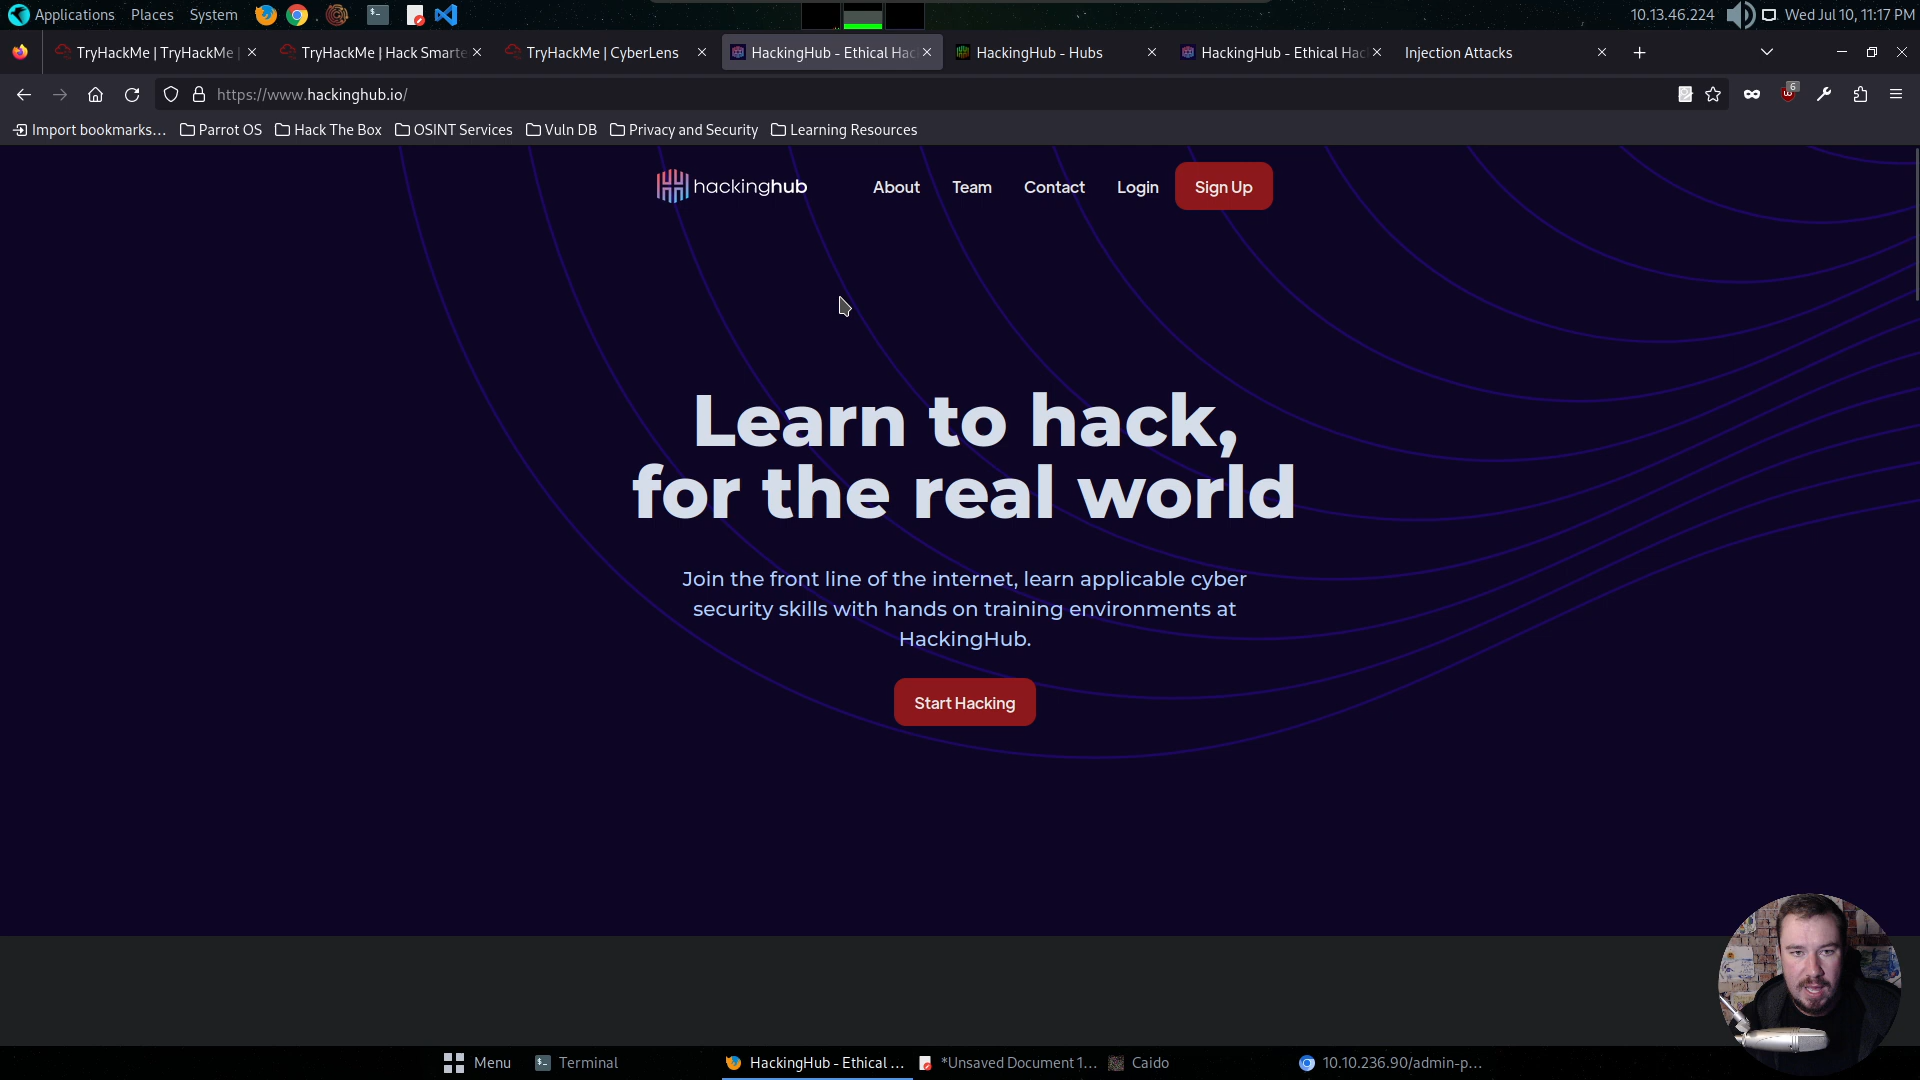 Applications Places System
10.13.46.224
Wed Jul 10, 11:17 PM
TryHackMe | TryHackMe |
TryHackMe | Hack Smarte
TryHackMe | CyberLens
HackingHub - Ethical Hac
HackingHub - Hubs
HackingHub - Ethical Hac
Injection Attacks
https://www.hackinghub.io/
6
Import bookmarks...
Parrot OS
Hack The Box
OSINT Services
Vuln DB
Privacy and Security
Learning Resources
hackinghub
About
Team
Contact
Login
Sign Up
Learn to hack,
for the real world
Join the front line of the internet, learn applicable cyber
security skills with hands on training environments at
HackingHub.
Start Hacking
Menu
Terminal
HackingHub - Ethical ...
*Unsaved Document 1...
Caido
10.10.236.90/admin-p...